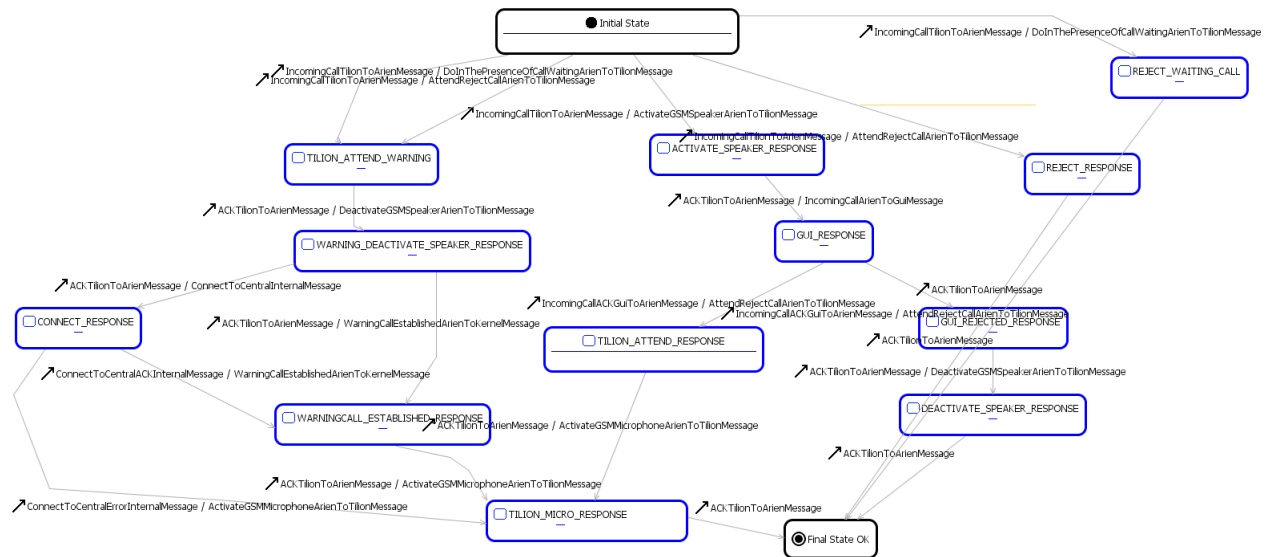 Initial State
IncomingCallTilionToArienMessage / DoInThePresenceOfCallWaitingArienToTilionMessage
IncomingCallTilionToArienMessage / DoInThePresenceOfCallWaitingArienToTilionMessage
IncomingCallTilionToArienMessage / AttendRejectCallArienToTilionMessage
REJECT_WAITING_CALL
IncomingCallTilionToArienMessage / ActivateGSMSpeakerArienToTilionMessage
IncomingCallTilionToArienMessage / AttendRejectCallArienToTilionMessage
ACTIVATE_SPEAKER_RESPONSE
TILION_ATTEND_WARNING
REJECT_RESPONSE
ACKTilionToArienMessage / IncomingCallArienToGuiMessage
ACKTilionToArienMessage / DeactivateGSMSpeakerArienToTilionMessage
GUI_RESPONSE
WARNING_DEACTIVATE_SPEAKER_RESPONSE
ACKTilionToArienMessage / ConnectToCentralInternalMessage
ACKTilionToArienMessage
IncomingCallACKGuiToArienMessage / AttendRejectCallArienToTilionMessage
IncomingCallACKGuiToArienMessage / AttendRejectCallArienToTilionMessage
CONNECT_RESPONSE
GUI_REJECTED_RESPONSE
ACKTilionToArienMessage / WarningCallEstablishedArienToKernelMessage
TILION_ATTEND_RESPONSE
ACKTilionToArienMessage
ConnectToCentralACKInternalMessage / WarningCallEstablishedArienToKernelMessage
ACKTilionToArienMessage / DeactivateGSMSpeakerArienToTilionMessage
DEACTIVATE_SPEAKER_RESPONSE
WARNINGCALL_ESTABLISHED_RESPONSE
ACKTilionToArienMessage / ActivateGSMMicrophoneArienToTilionMessage
ACKTilionToArienMessage
ACKTilionToArienMessage / ActivateGSMMicrophoneArienToTilionMessage
ConnectToCentralErrorInternalMessage / ActivateGSMMicrophoneArienToTilionMessage
ACKTilionToArienMessage
TILION_MICRO_RESPONSE
Final State OK